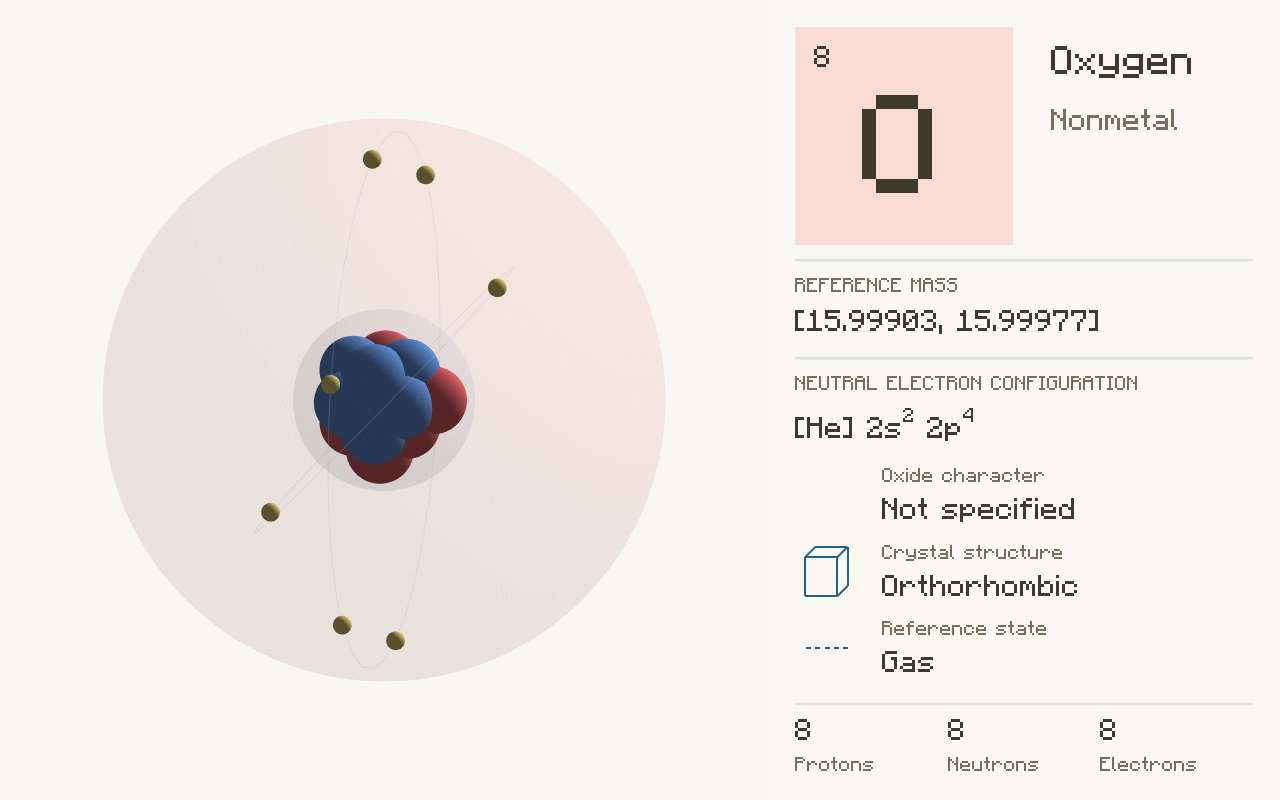 8
O
Oxygen
Nonmetal
REFERENCE MASS
[15.99903, 15.99977]
NEUTRAL ELECTRON CONFIGURATION
[He] 2s² 2p⁴
Oxide character
Not specified
Crystal structure
Orthorhombic
Reference state
Gas
8 8 8
Protons Neutrons Electrons